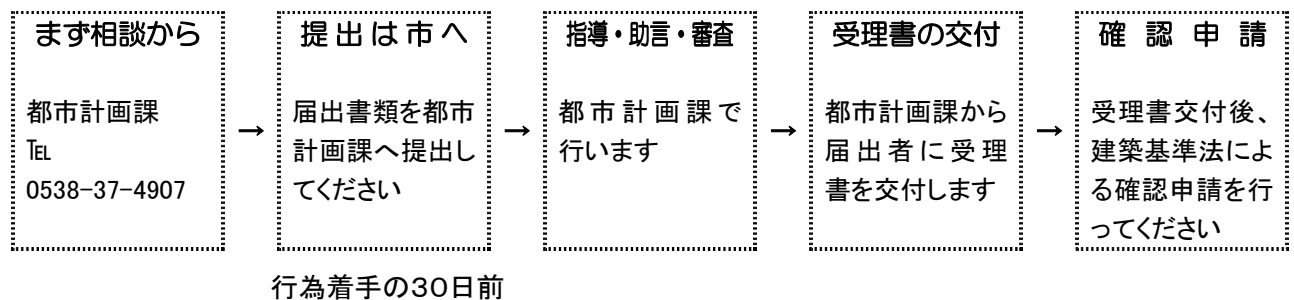 まず相談から
都市計画課
℡
0538-37-4907
→
提出は市へ
届出書類を都市
計画課へ提出し
てください
→
指導・助言・審査
都市計画課で
行います
→
受理書の交付
都市計画課から
届出者に受理
書を交付します
→
確認申請
受理書交付後、
建築基準法によ
る確認申請を行
ってください
行為着手の30日前